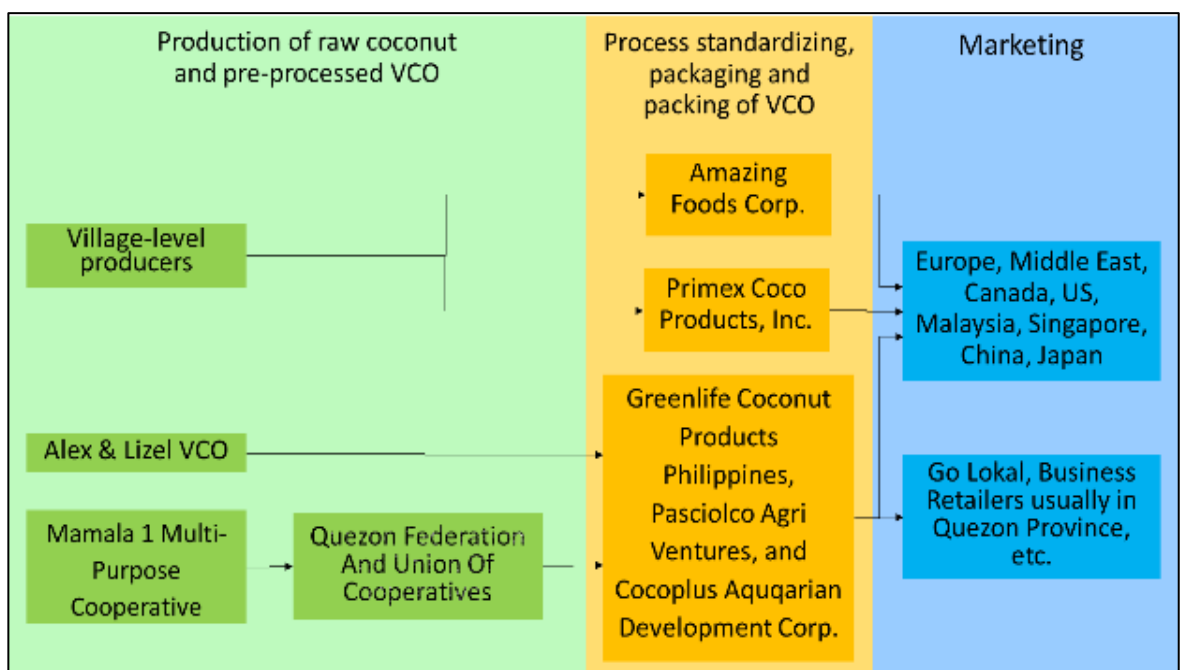 Production of raw coconut
and pre-processed VCO
Process standardizing,
packaging and
packing of VCO
Marketing
Village-level
producers
Alex & Lizel VCO
Mamala 1 Multi-
Purpose
Cooperative
Quezon Federation
And Union Of
Cooperatives
Amazing
Foods Corp.
Primex Coco
Products, Inc.
Greenlife Coconut
Products
Philippines,
Pasciolco Agri
Ventures, and
Cocoplus Aquqarian
Development Corp.
Europe, Middle East,
Canada, US,
Malaysia, Singapore,
China, Japan
Go Lokal, Business
Retailers usually in
Quezon Province,
etc.